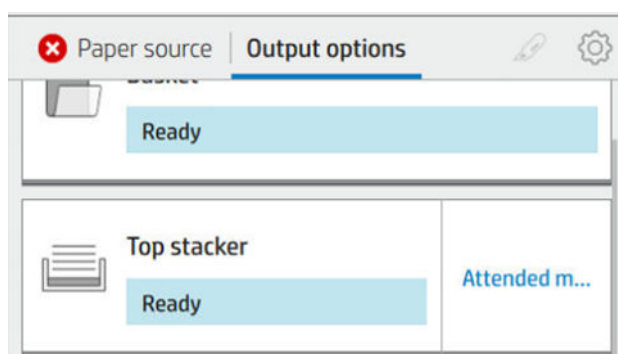 Paper source Output options
Ready
Top stacker
Ready
Attended m...